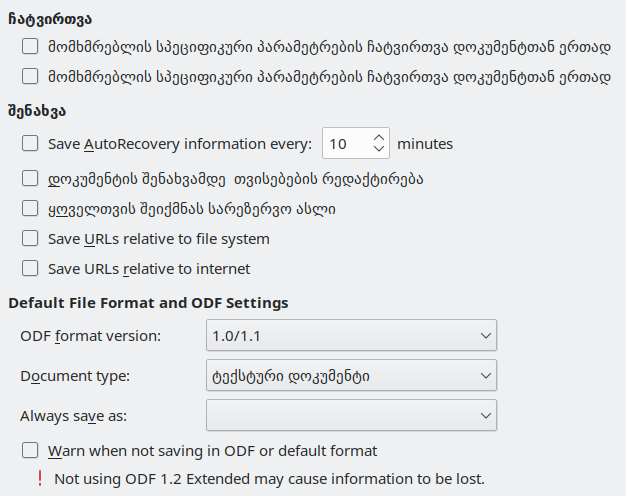 ჩატვირთვა
მომხმრებლის სპეციფიკური პარამეტრების ჩატვირთვა დოკუმენტთან ერთად
მომხმრებლის სპეციფიკური პარამეტრების ჩატვირთვა დოკუმენტთან ერთად
შენახვა
Save AutoRecovery information every: 10 minutes
დოკუმენტის შენახვამდე თვისებების რედაქტირება
ყოველთვის შეიქმნას სარეზერვო ასლი
Save URLs relative to file system
Save URLs relative to internet
Default File Format and ODF Settings
ODF format version: 1.0/1.1
Document type: ტექსტური დოკუმენტი
Always save as:
Warn when not saving in ODF or default format
! Not using ODF 1.2 Extended may cause information to be lost.